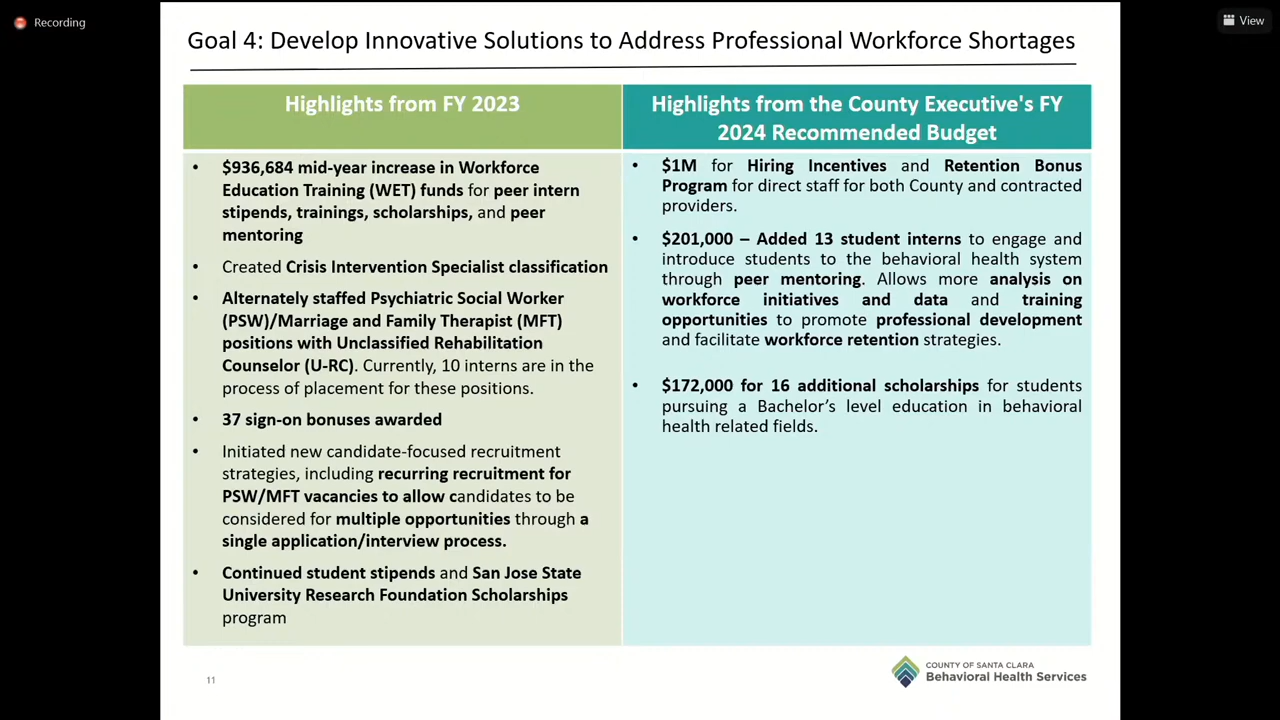 Recording
View
Goal 4: Develop Innovative Solutions to Address Professional Workforce Shortages
Highlights from FY 2023
• $936,684 mid-year increase in Workforce
Education Training (WET) funds for peer intern
stipends, trainings, scholarships, and peer
mentoring
• Created Crisis Intervention Specialist classification
• Alternately staffed Psychiatric Social Worker
(PSW)/Marriage and Family Therapist (MFT)
positions with Unclassified Rehabilitation
Counselor (U-RC). Currently, 10 interns are in the
process of placement for these positions.
• 37 sign-on bonuses awarded
• Initiated new candidate-focused recruitment
strategies, including recurring recruitment for
PSW/MFT vacancies to allow candidates to be
considered for multiple opportunities through a
single application/interview process.
• Continued student stipends and San Jose State
University Research Foundation Scholarships
program
Highlights from the County Executive's FY
2024 Recommended Budget
• $1M for Hiring Incentives and Retention Bonus
Program for direct staff for both County and contracted
providers.
• $201,000 – Added 13 student interns to engage and
introduce students to the behavioral health system
through peer mentoring. Allows more analysis on
workforce initiatives and data and training
opportunities to promote professional development
and facilitate workforce retention strategies.
• $172,000 for 16 additional scholarships for students
pursuing a Bachelor’s level education in behavioral
health related fields.
11
COUNTY OF SANTA CLARA
Behavioral Health Services